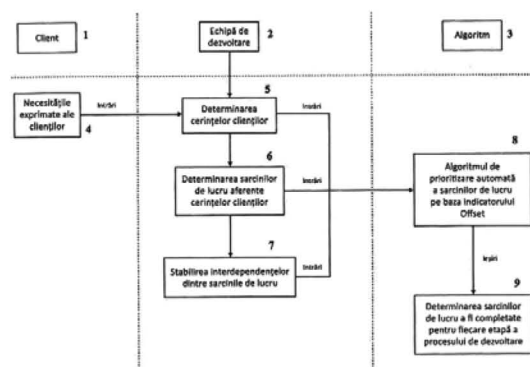 Client
1
Echipă de
dezvoltare
2
Algoritm
3
Necesitățile
exprimate ale
clienților
4
Intrări
5
Determinarea
cerințelor clienților
Intrări
6
Determinarea sarcinilor
de lucru aferente
cerințelor clienților
Intrări
7
Stabilirea interdependențelor
dintre sarcinile de lucru
Intrări
8
Algoritmul de
prioritizare automată
a sarcinilor de lucru
pe baza indicatorului
Offset
Ieșiri
9
Determinarea sarcinilor
de lucru a fi completate
pentru fiecare etapă a
procesului de dezvoltare